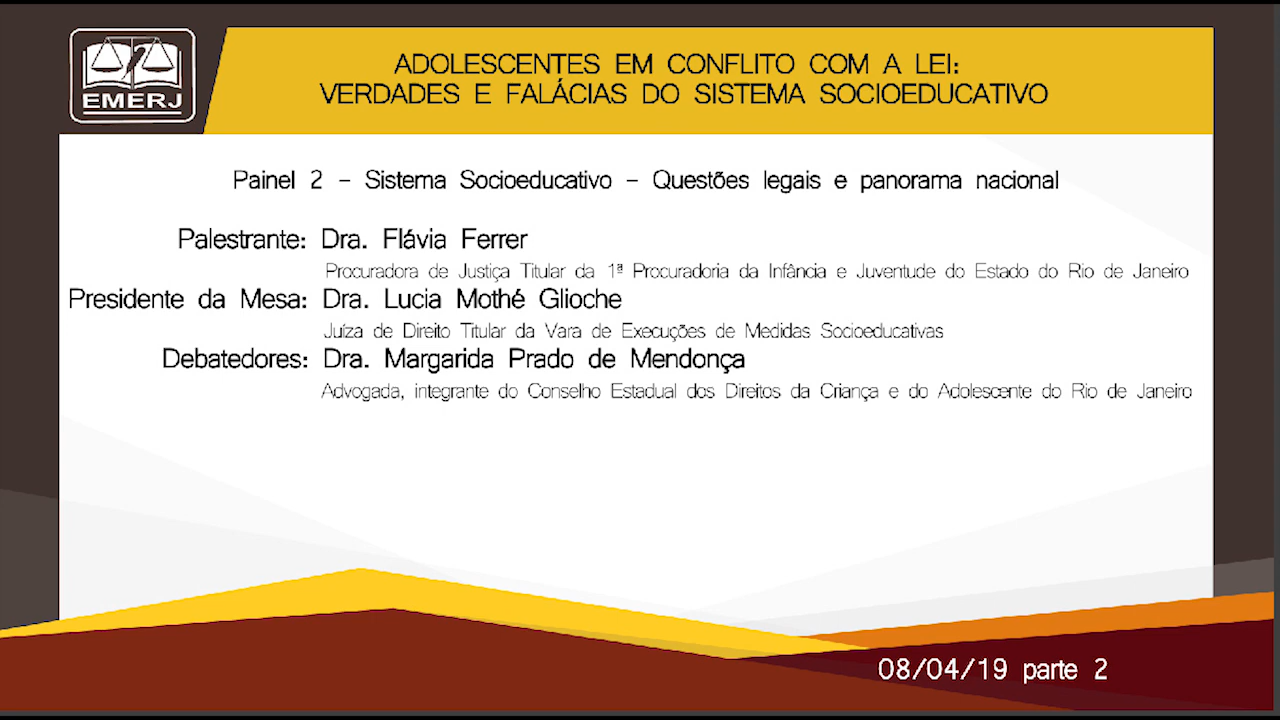 EMERJ
ADOLESCENTES EM CONFLITO COM A LEI:
VERDADES E FALÁCIAS DO SISTEMA SOCIOEDUCATIVO
Painel 2 - Sistema Socioeducativo - Questões legais e panorama nacional
Palestrante: Dra. Flávia Ferrer
Procuradora de Justiça Titular da 1ª Procuradoria da Infância e Juventude do Estado do Rio de Janeiro
Presidente da Mesa: Dra. Lucia Mothé Glioche
Juíza de Direito Titular da Vara de Execuções de Medidas Socioeducativas
Debatedores: Dra. Margarida Prado de Mendonça
Advogada, integrante do Conselho Estadual dos Direitos da Criança e do Adolescente do Rio de Janeiro
08/04/19 parte 2